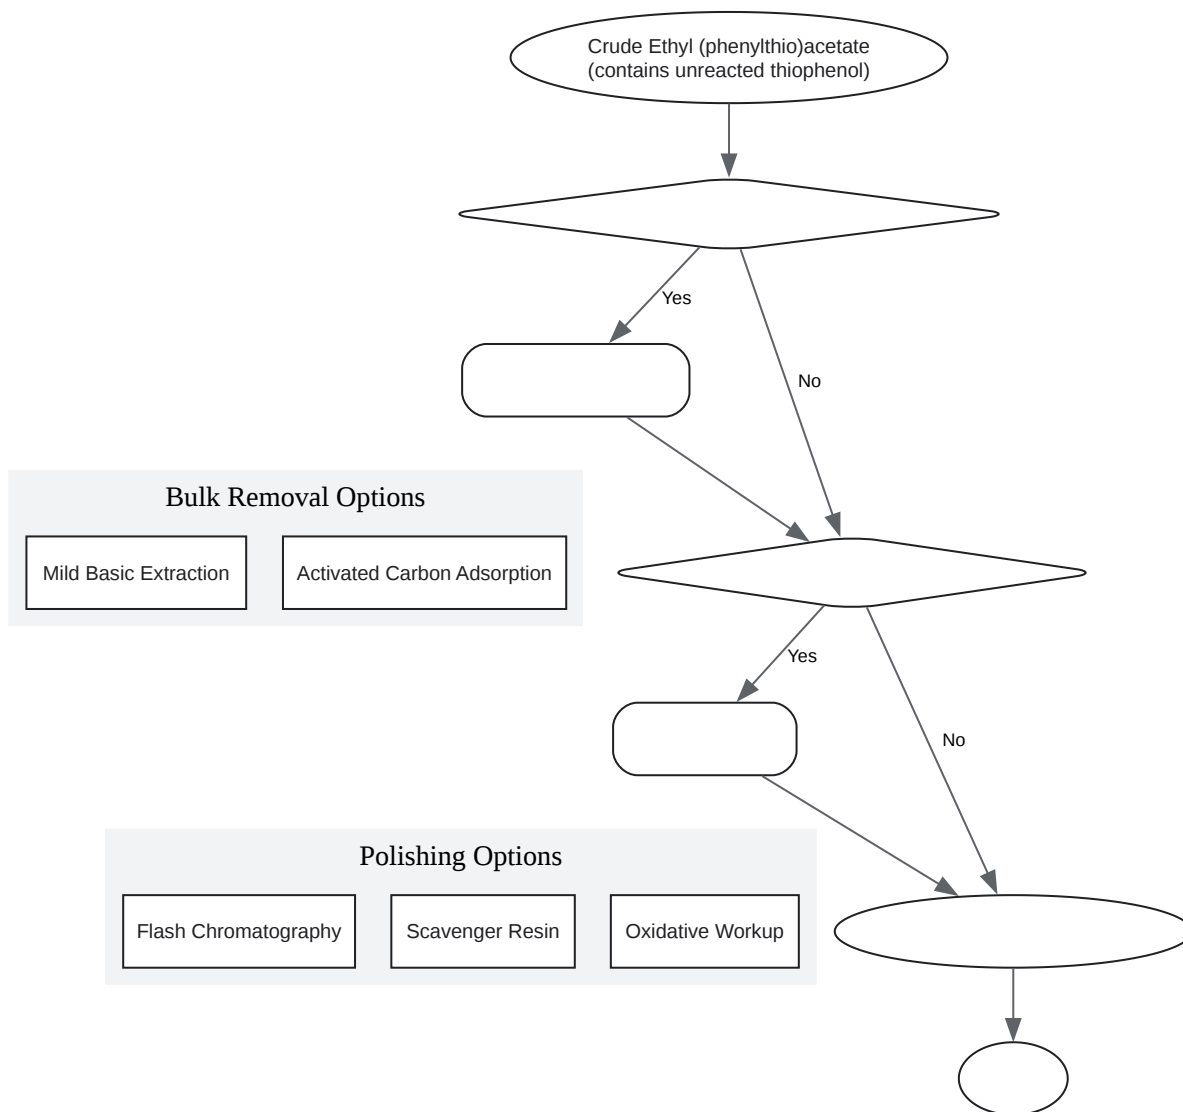 Crude Ethyl (phenylthio)acetate
(contains unreacted thiophenol)
Yes
No
Bulk Removal Options
Mild Basic Extraction
Activated Carbon Adsorption
Yes
No
Polishing Options
Flash Chromatography
Scavenger Resin
Oxidative Workup